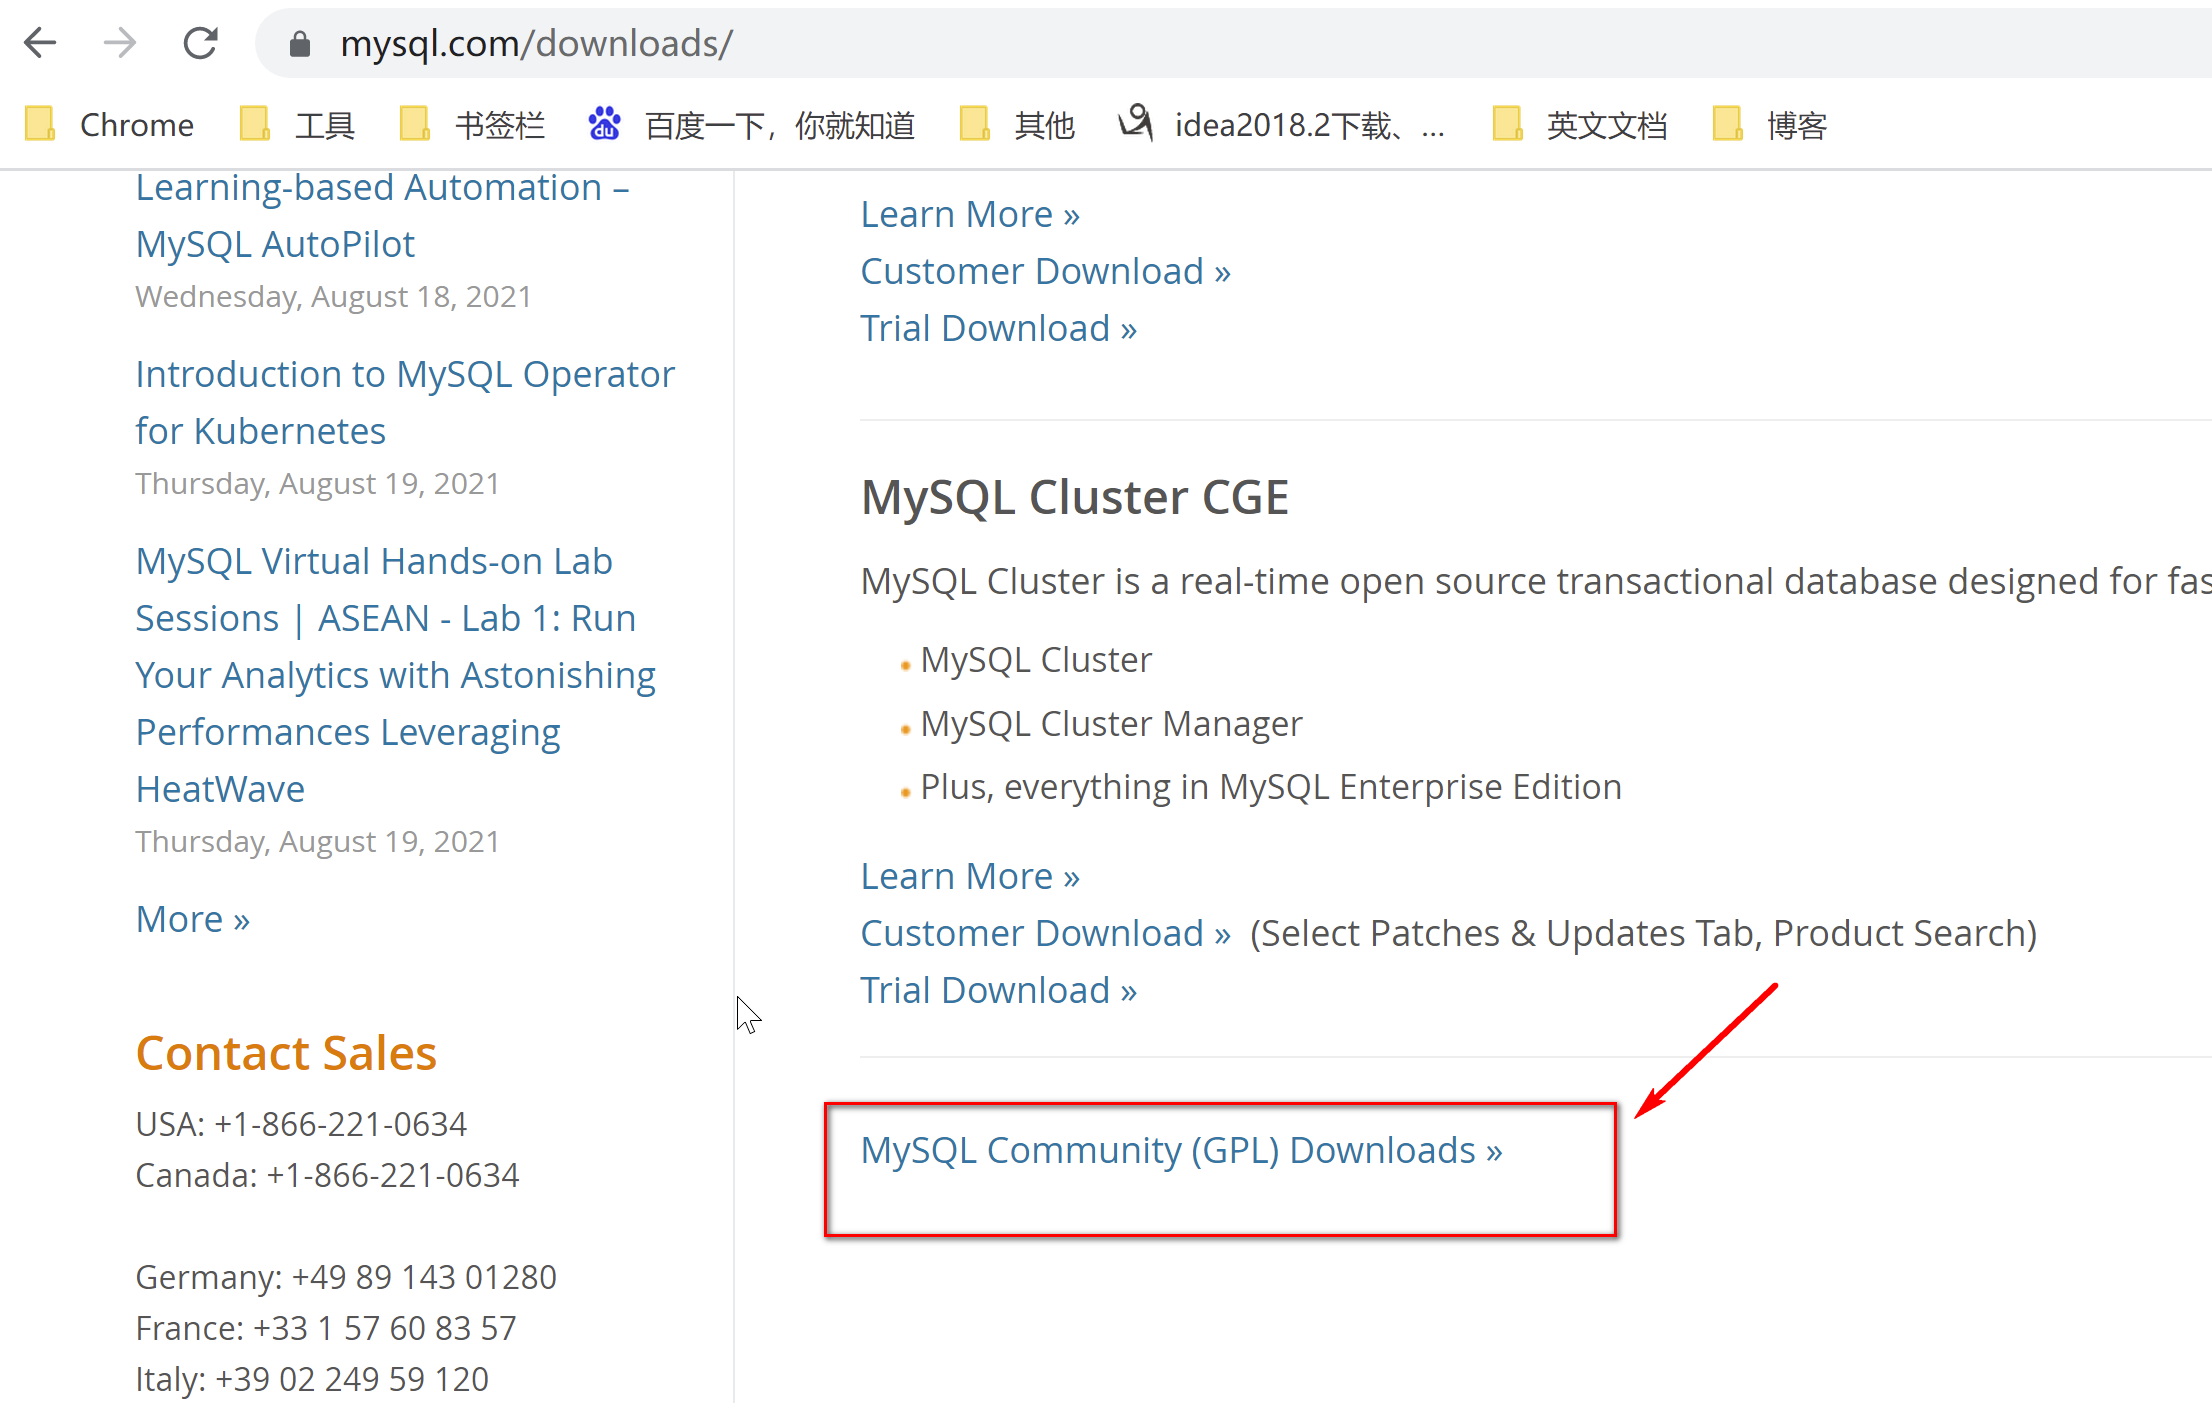 mysql.com/downloads/
Chrome 工具 书签栏 百度一下，你就知道 其他 idea2018.2下载、... 英文文档 博客
Learning-based Automation –
MySQL AutoPilot
Wednesday, August 18, 2021
Introduction to MySQL Operator
for Kubernetes
Thursday, August 19, 2021
MySQL Virtual Hands-on Lab
Sessions | ASEAN - Lab 1: Run
Your Analytics with Astonishing
Performances Leveraging
HeatWave
Thursday, August 19, 2021
More »
Contact Sales
USA: +1-866-221-0634
Canada: +1-866-221-0634
Germany: +49 89 143 01280
France: +33 1 57 60 83 57
Italy: +39 02 249 59 120
Learn More »
Customer Download »
Trial Download »
MySQL Cluster CGE
MySQL Cluster is a real-time open source transactional database designed for fas
MySQL Cluster
MySQL Cluster Manager
Plus, everything in MySQL Enterprise Edition
Learn More »
Customer Download » (Select Patches & Updates Tab, Product Search)
Trial Download »
MySQL Community (GPL) Downloads »